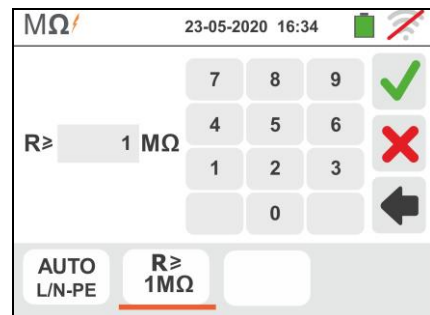 MΩ 23-05-2020 16:34
7 8 9
4 5 6
R≥ 1 MΩ
1 2 3
0
AUTO L/N-PE
R≥ 1MΩ